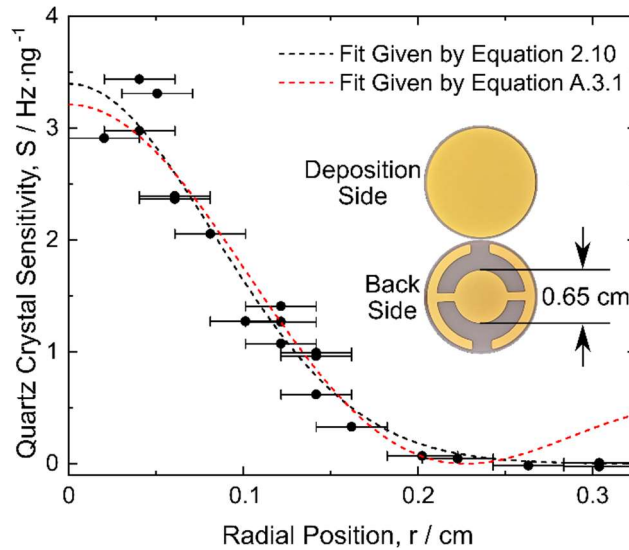 4
3
2
1
0
Quartz Crystal Sensitivity, S / Hz·ng⁻¹
Fit Given by Equation 2.10
Fit Given by Equation A.3.1
Deposition
Side
Back
Side
0.65 cm
0
0.1
0.2
0.3
Radial Position, r / cm